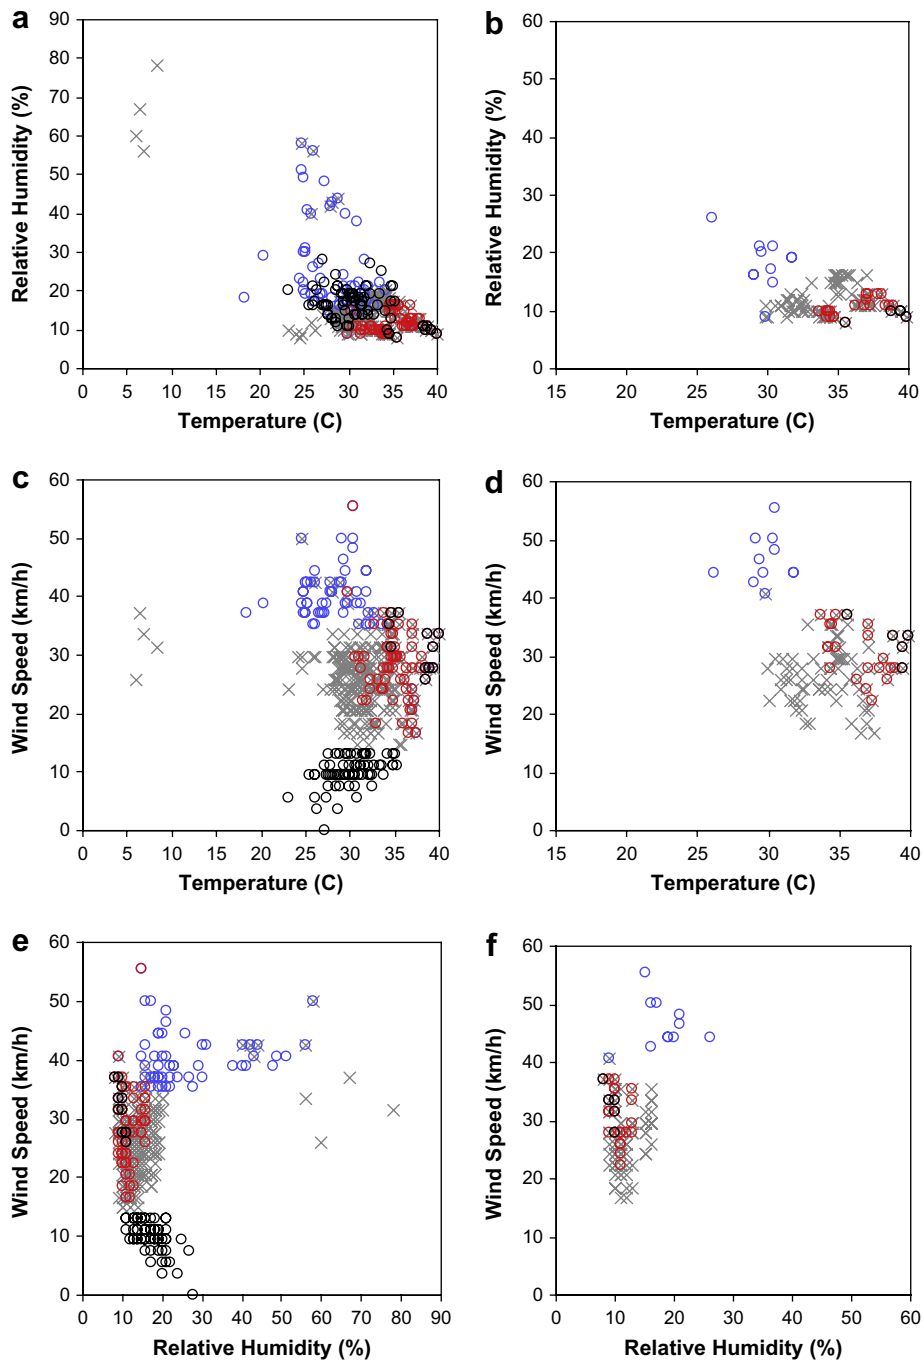 a
90
80
70
60
50
40
30
20
10
0
Relative Humidity (%)
0 5 10 15 20 25 30 35 40
Temperature (C)
b
60
50
40
30
20
10
0
Relative Humidity (%)
15 20 25 30 35 40
Temperature (C)
c
60
50
40
30
20
10
0
Wind Speed (km/h)
0 5 10 15 20 25 30 35 40
Temperature (C)
d
60
50
40
30
20
10
0
Wind Speed (km/h)
15 20 25 30 35 40
Temperature (C)
e
60
50
40
30
20
10
0
Wind Speed (km/h)
0 10 20 30 40 50 60 70 80 90
Relative Humidity (%)
f
60
50
40
30
20
10
0
Wind Speed (km/h)
0 10 20 30 40 50 60
Relative Humidity (%)